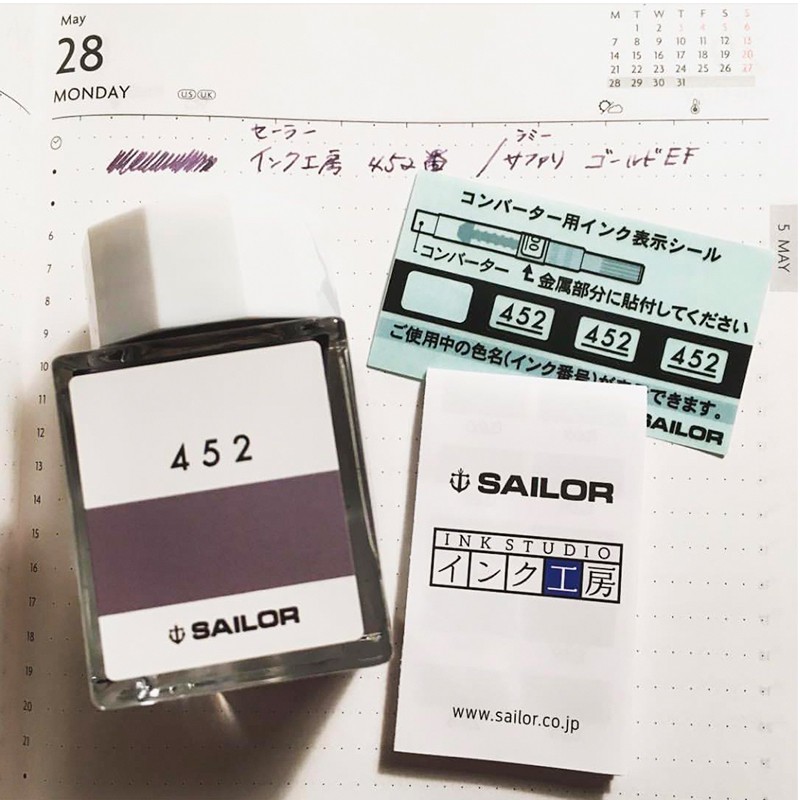 May
28
MONDAY
US UK
M T W T F S S
1 2 3 4 5 6
7 8 9 10 11 12 13
14 15 16 17 18 19 20
21 22 23 24 25 26 27
28 29 30 31
セーラー ラミー
インク工房 452番 / サファリ ゴールドEF
5 MAY
コンバーター用インク表示シール
コンバーター
金属部分に貼付してください
452 452 452
ご使用中の色名(インク番号)が できます。
SAILOR
452
SAILOR
SAILOR
INK STUDIO
インク工房
www.sailor.co.jp
7
8
9
10
11
12
13
14
15
16
17
18
19
20
21